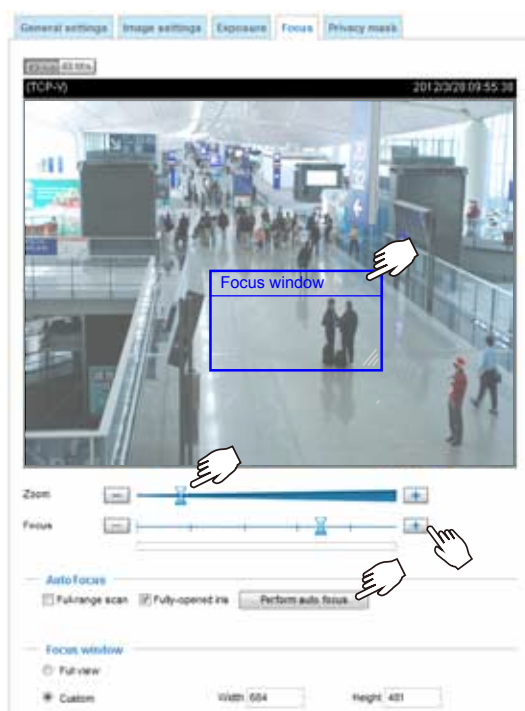 General settings Image settings Exposure Focus Privacy mask
(TCP-V) 2012/3/28 09:55:38
Focus window
Zoom
Focus
Auto Focus
Full-range scan Fully-opened iris Perform auto focus
Focus window
Full view
Custom Width 684 Height 481